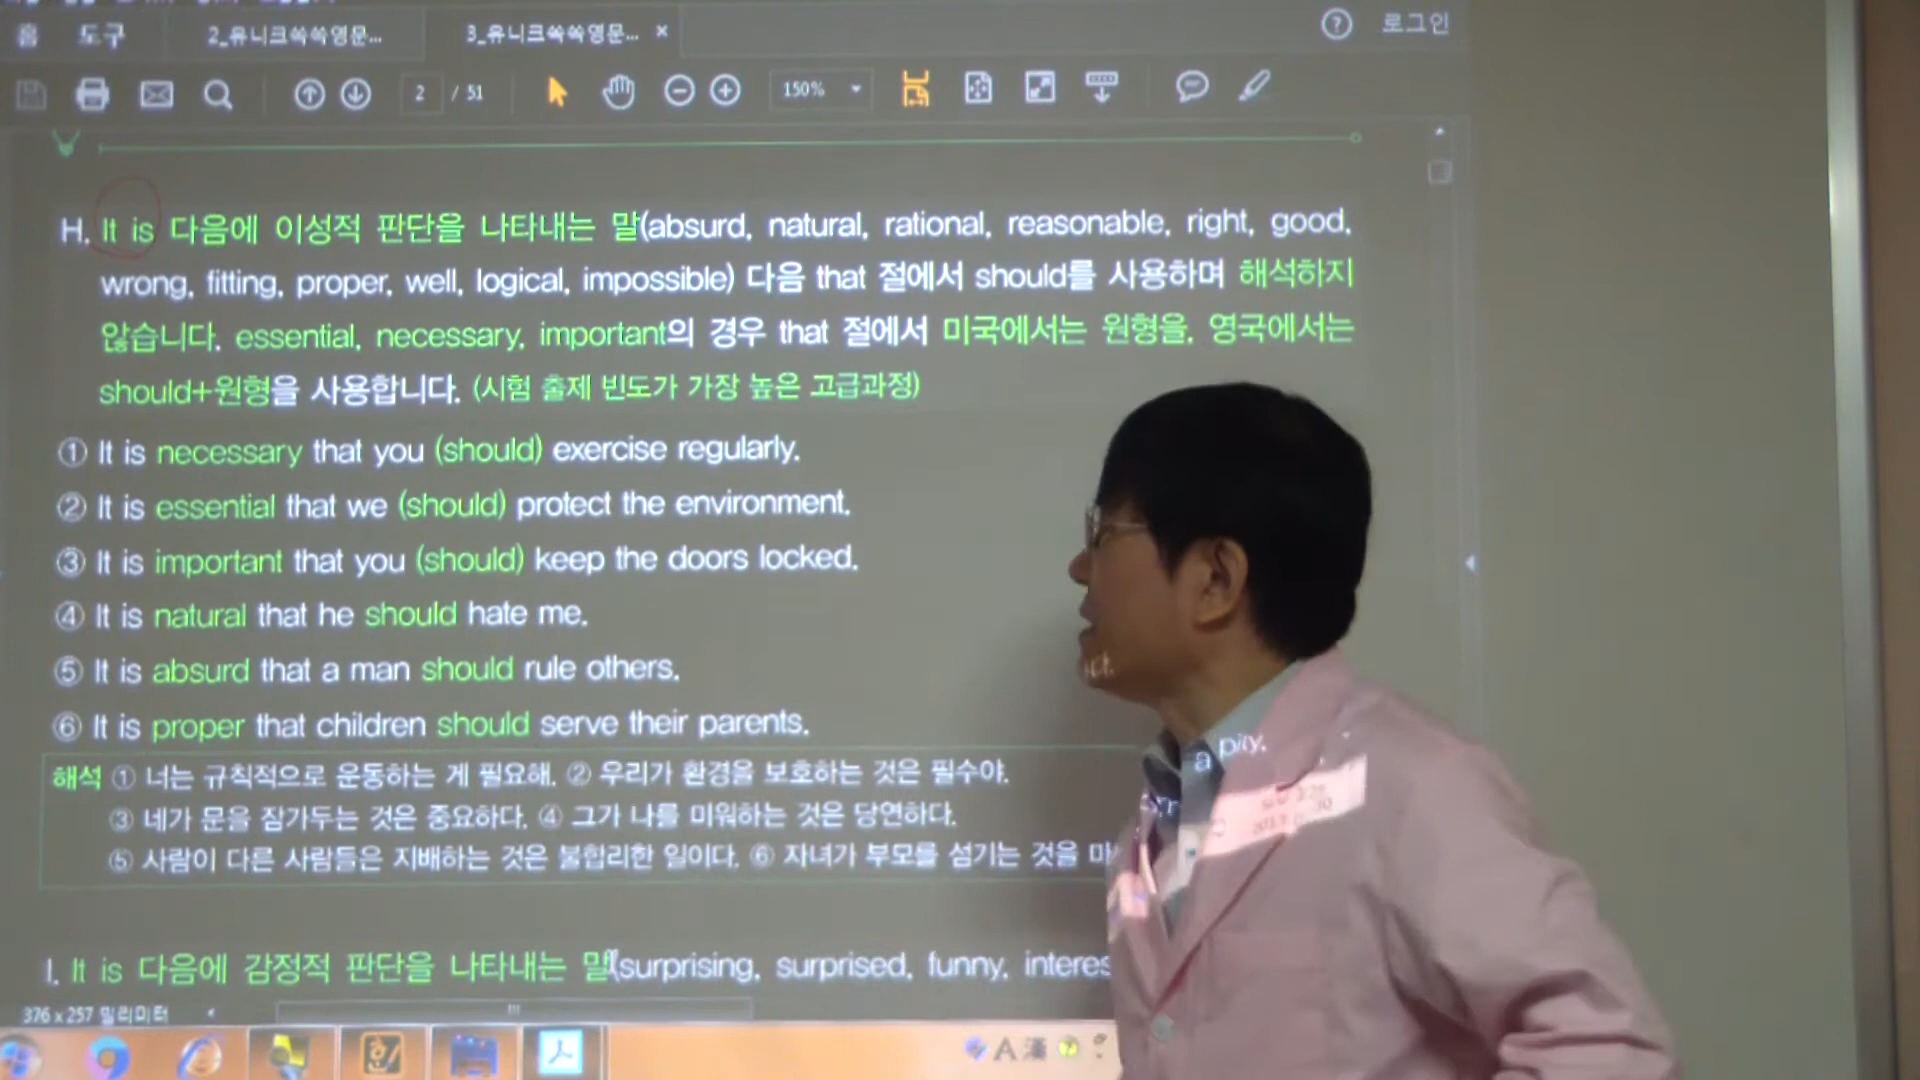 홈 도구 2_유니크쏙쏙영문... 3_유니크쏙쏙영문... × ? 로그인
2 / 51 150%
H. It is 다음에 이성적 판단을 나타내는 말(absurd, natural, rational, reasonable, right, good,
wrong, fitting, proper, well, logical, impossible) 다음 that 절에서 should를 사용하며 해석하지
않습니다. essential, necessary, important의 경우 that 절에서 미국에서는 원형을, 영국에서는
should+원형을 사용합니다. (시험 출제 빈도가 가장 높은 고급과정)
① It is necessary that you (should) exercise regularly.
② It is essential that we (should) protect the environment.
③ It is important that you (should) keep the doors locked.
④ It is natural that he should hate me.
⑤ It is absurd that a man should rule others.
⑥ It is proper that children should serve their parents.
해석 ① 너는 규칙적으로 운동하는 게 필요해. ② 우리가 환경을 보호하는 것은 필수야.
③ 네가 문을 잠가두는 것은 중요하다. ④ 그가 나를 미워하는 것은 당연하다.
⑤ 사람이 다른 사람들은 지배하는 것은 불합리한 일이다. ⑥ 자녀가 부모를 섬기는 것을
a pity.
I. It is 다음에 감정적 판단을 나타내는 말(surprising, surprised, funny, interes
376 x 257 밀리미터
A 漢